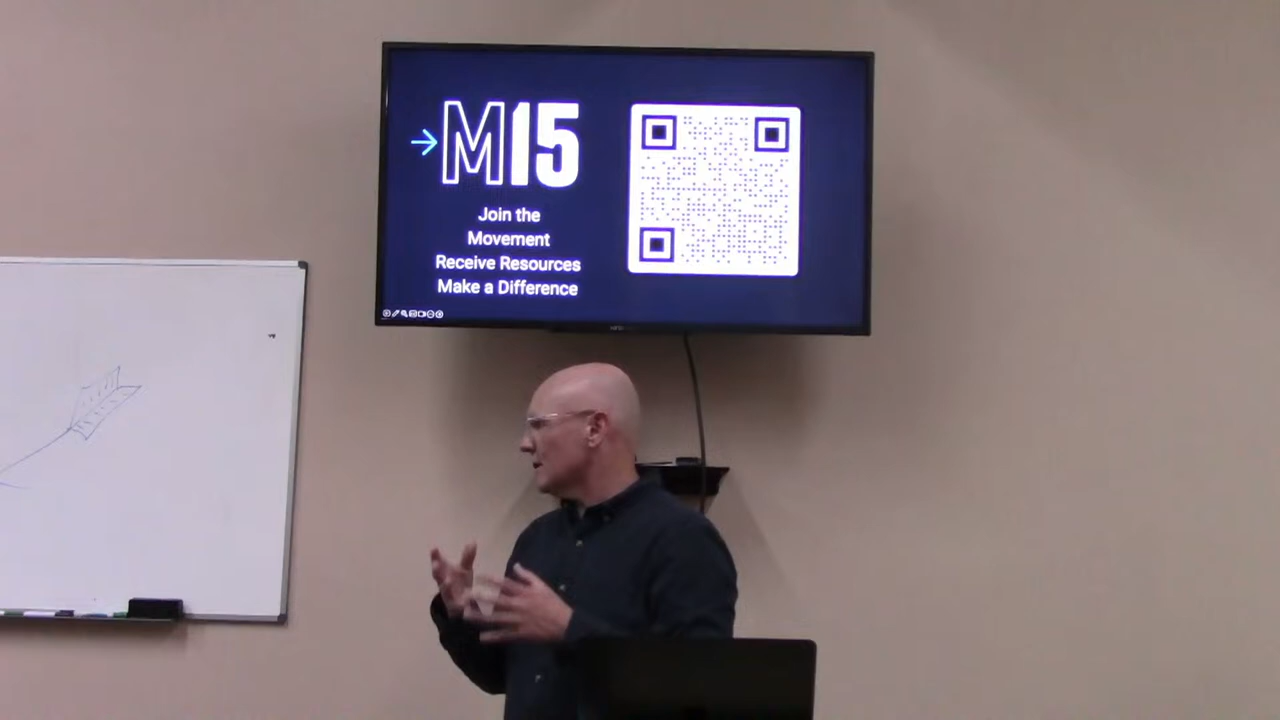 M15
Join the
Movement
Receive Resources
Make a Difference